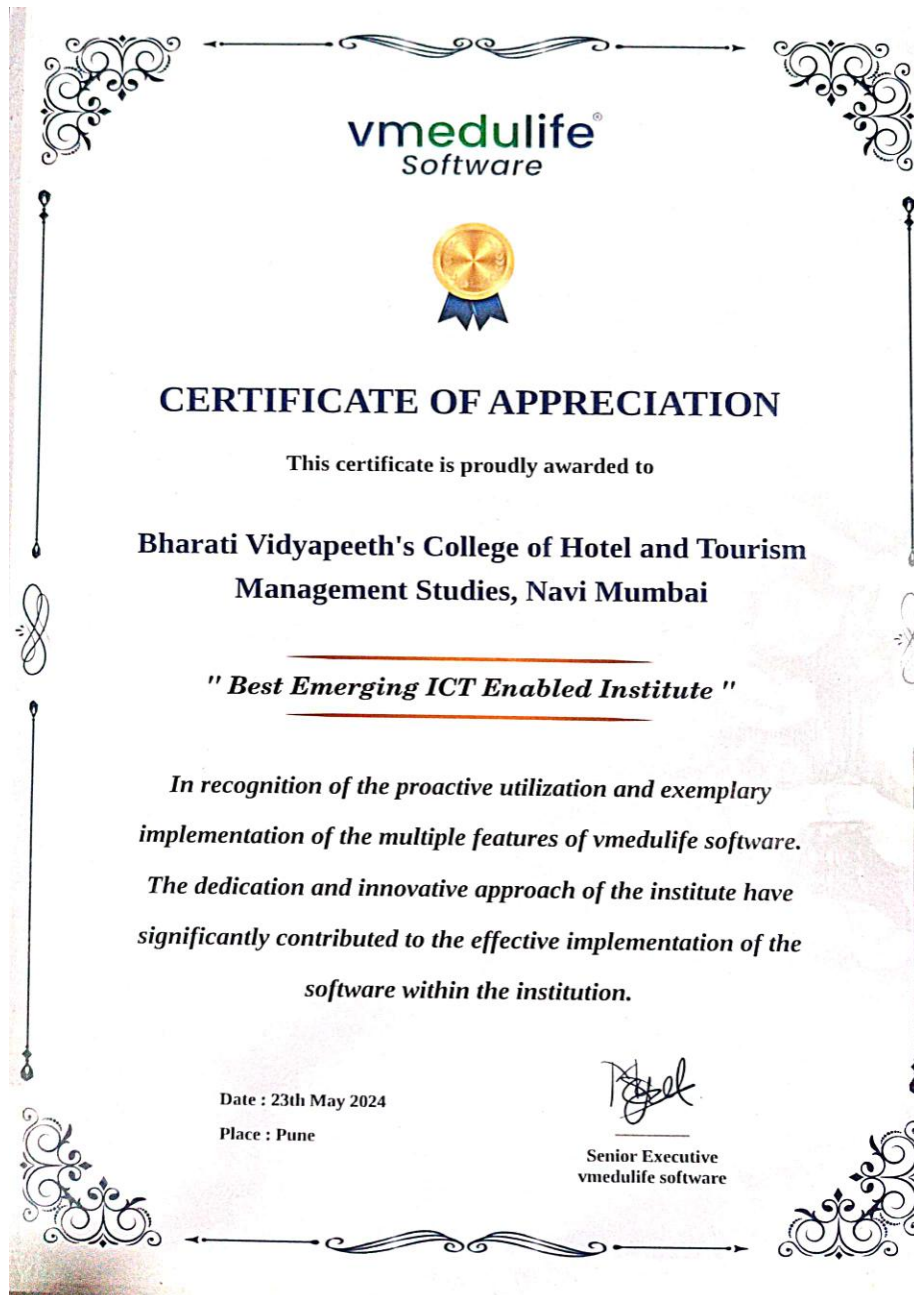 vmedulife®
Software
CERTIFICATE OF APPRECIATION
This certificate is proudly awarded to
Bharati Vidyapeeth's College of Hotel and Tourism
Management Studies, Navi Mumbai
" Best Emerging ICT Enabled Institute "
In recognition of the proactive utilization and exemplary
implementation of the multiple features of vmedulife software.
The dedication and innovative approach of the institute have
significantly contributed to the effective implementation of the
software within the institution.
Date : 23th May 2024
Place : Pune
Senior Executive
vmedulife software